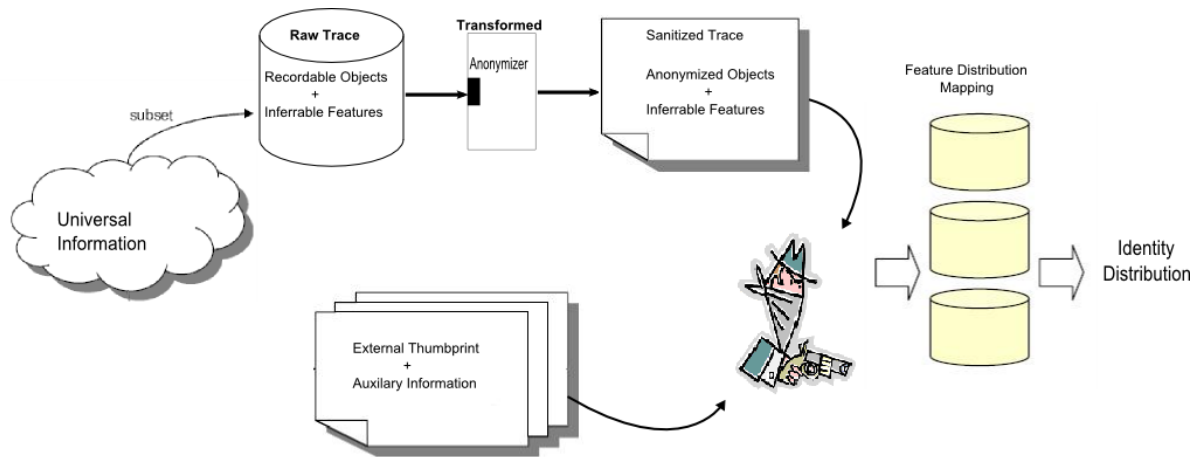 Raw Trace
Recordable Objects
+
Inferrable Features
Transformed
Anonymizer
Sanitized Trace
Anonymized Objects
+
Inferrable Features
Feature Distribution
Mapping
subset
Universal
Information
External Thumbprint
+
Auxilary Information
Identity
Distribution